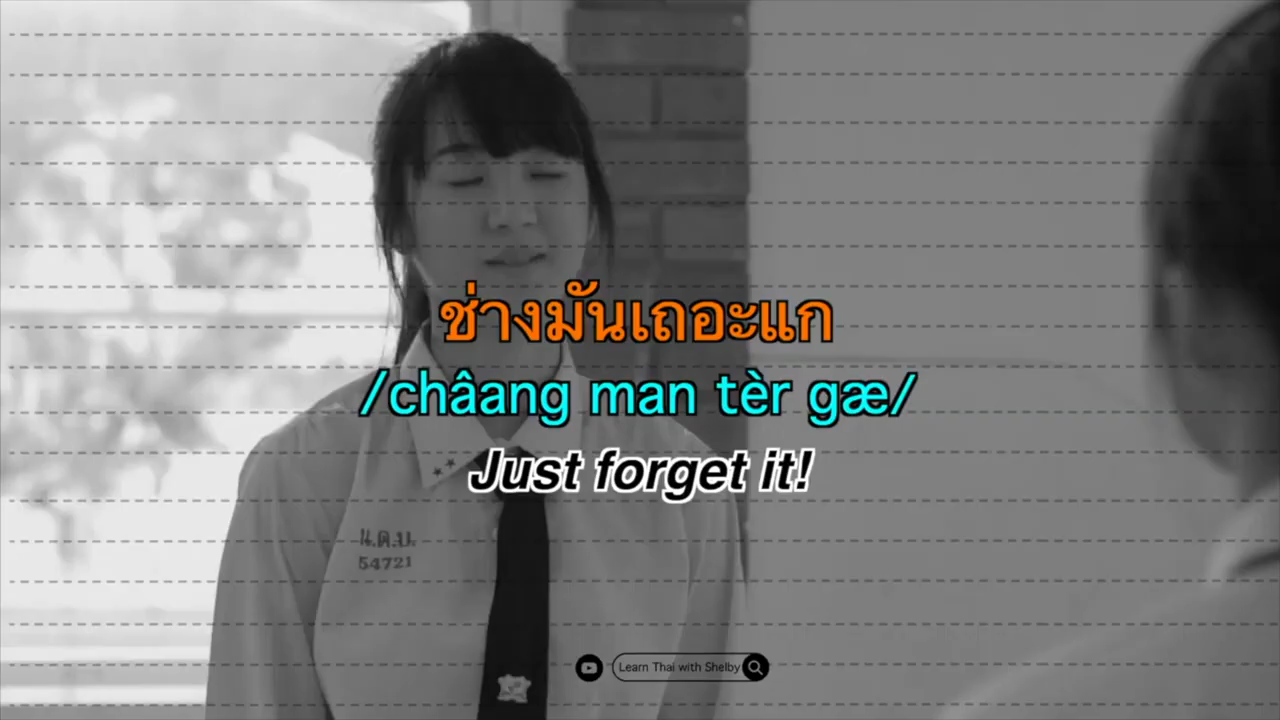 ช่างมันเถอะแก
/châang man tèr gæ/
Just forget it!
น.ด.บ.
54721
Learn Thai with Shelby